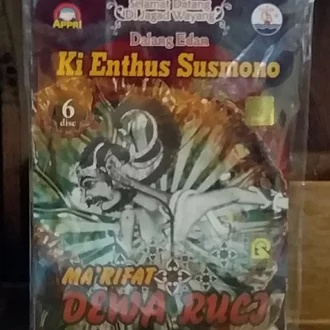 Selamat Datang
Di Jagad Wayang
APPRI
Dalang Edan
Ki Enthus Susmono
6
disc
MA'RIFAT
DEWA RUCI